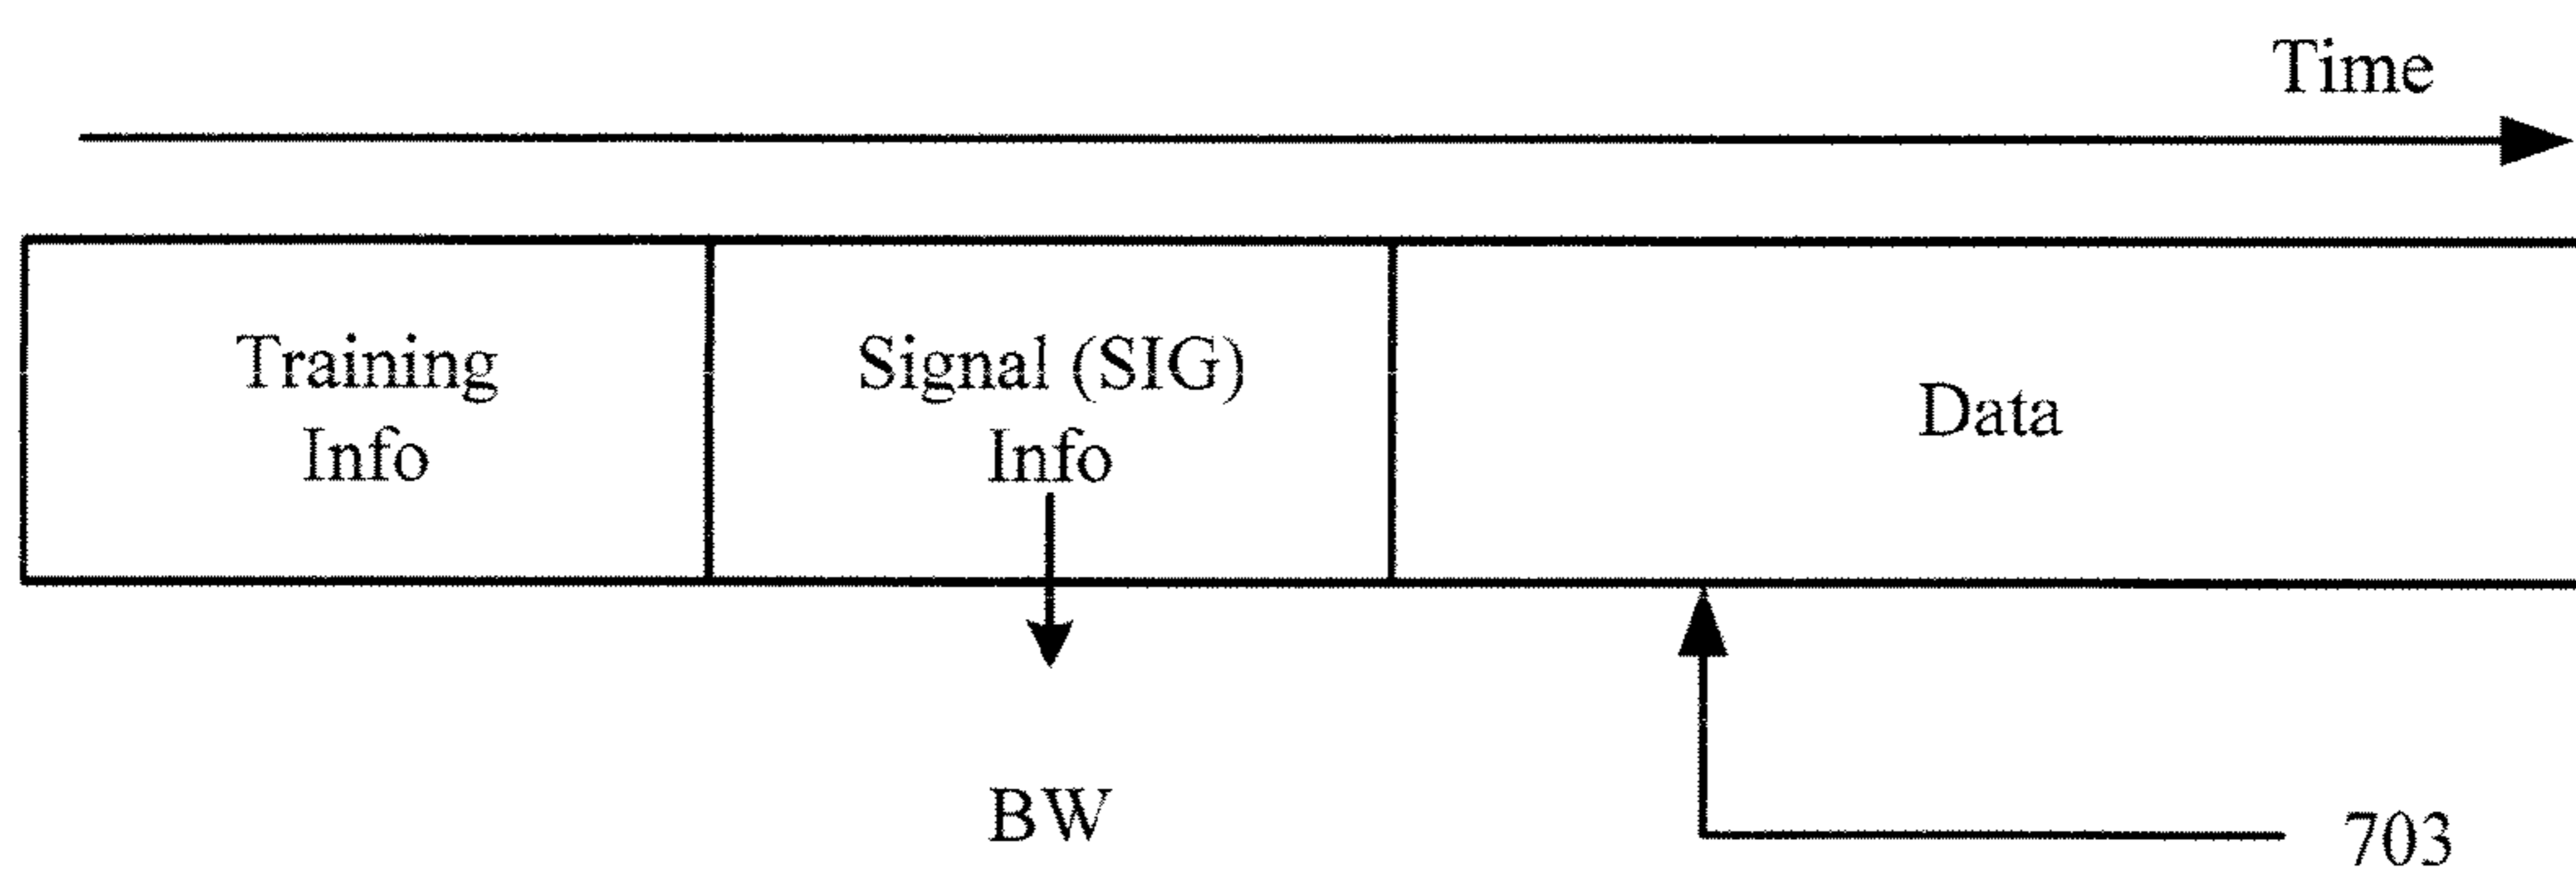 Time
Training
Info
Signal (SIG)
Info
Data
BW
703